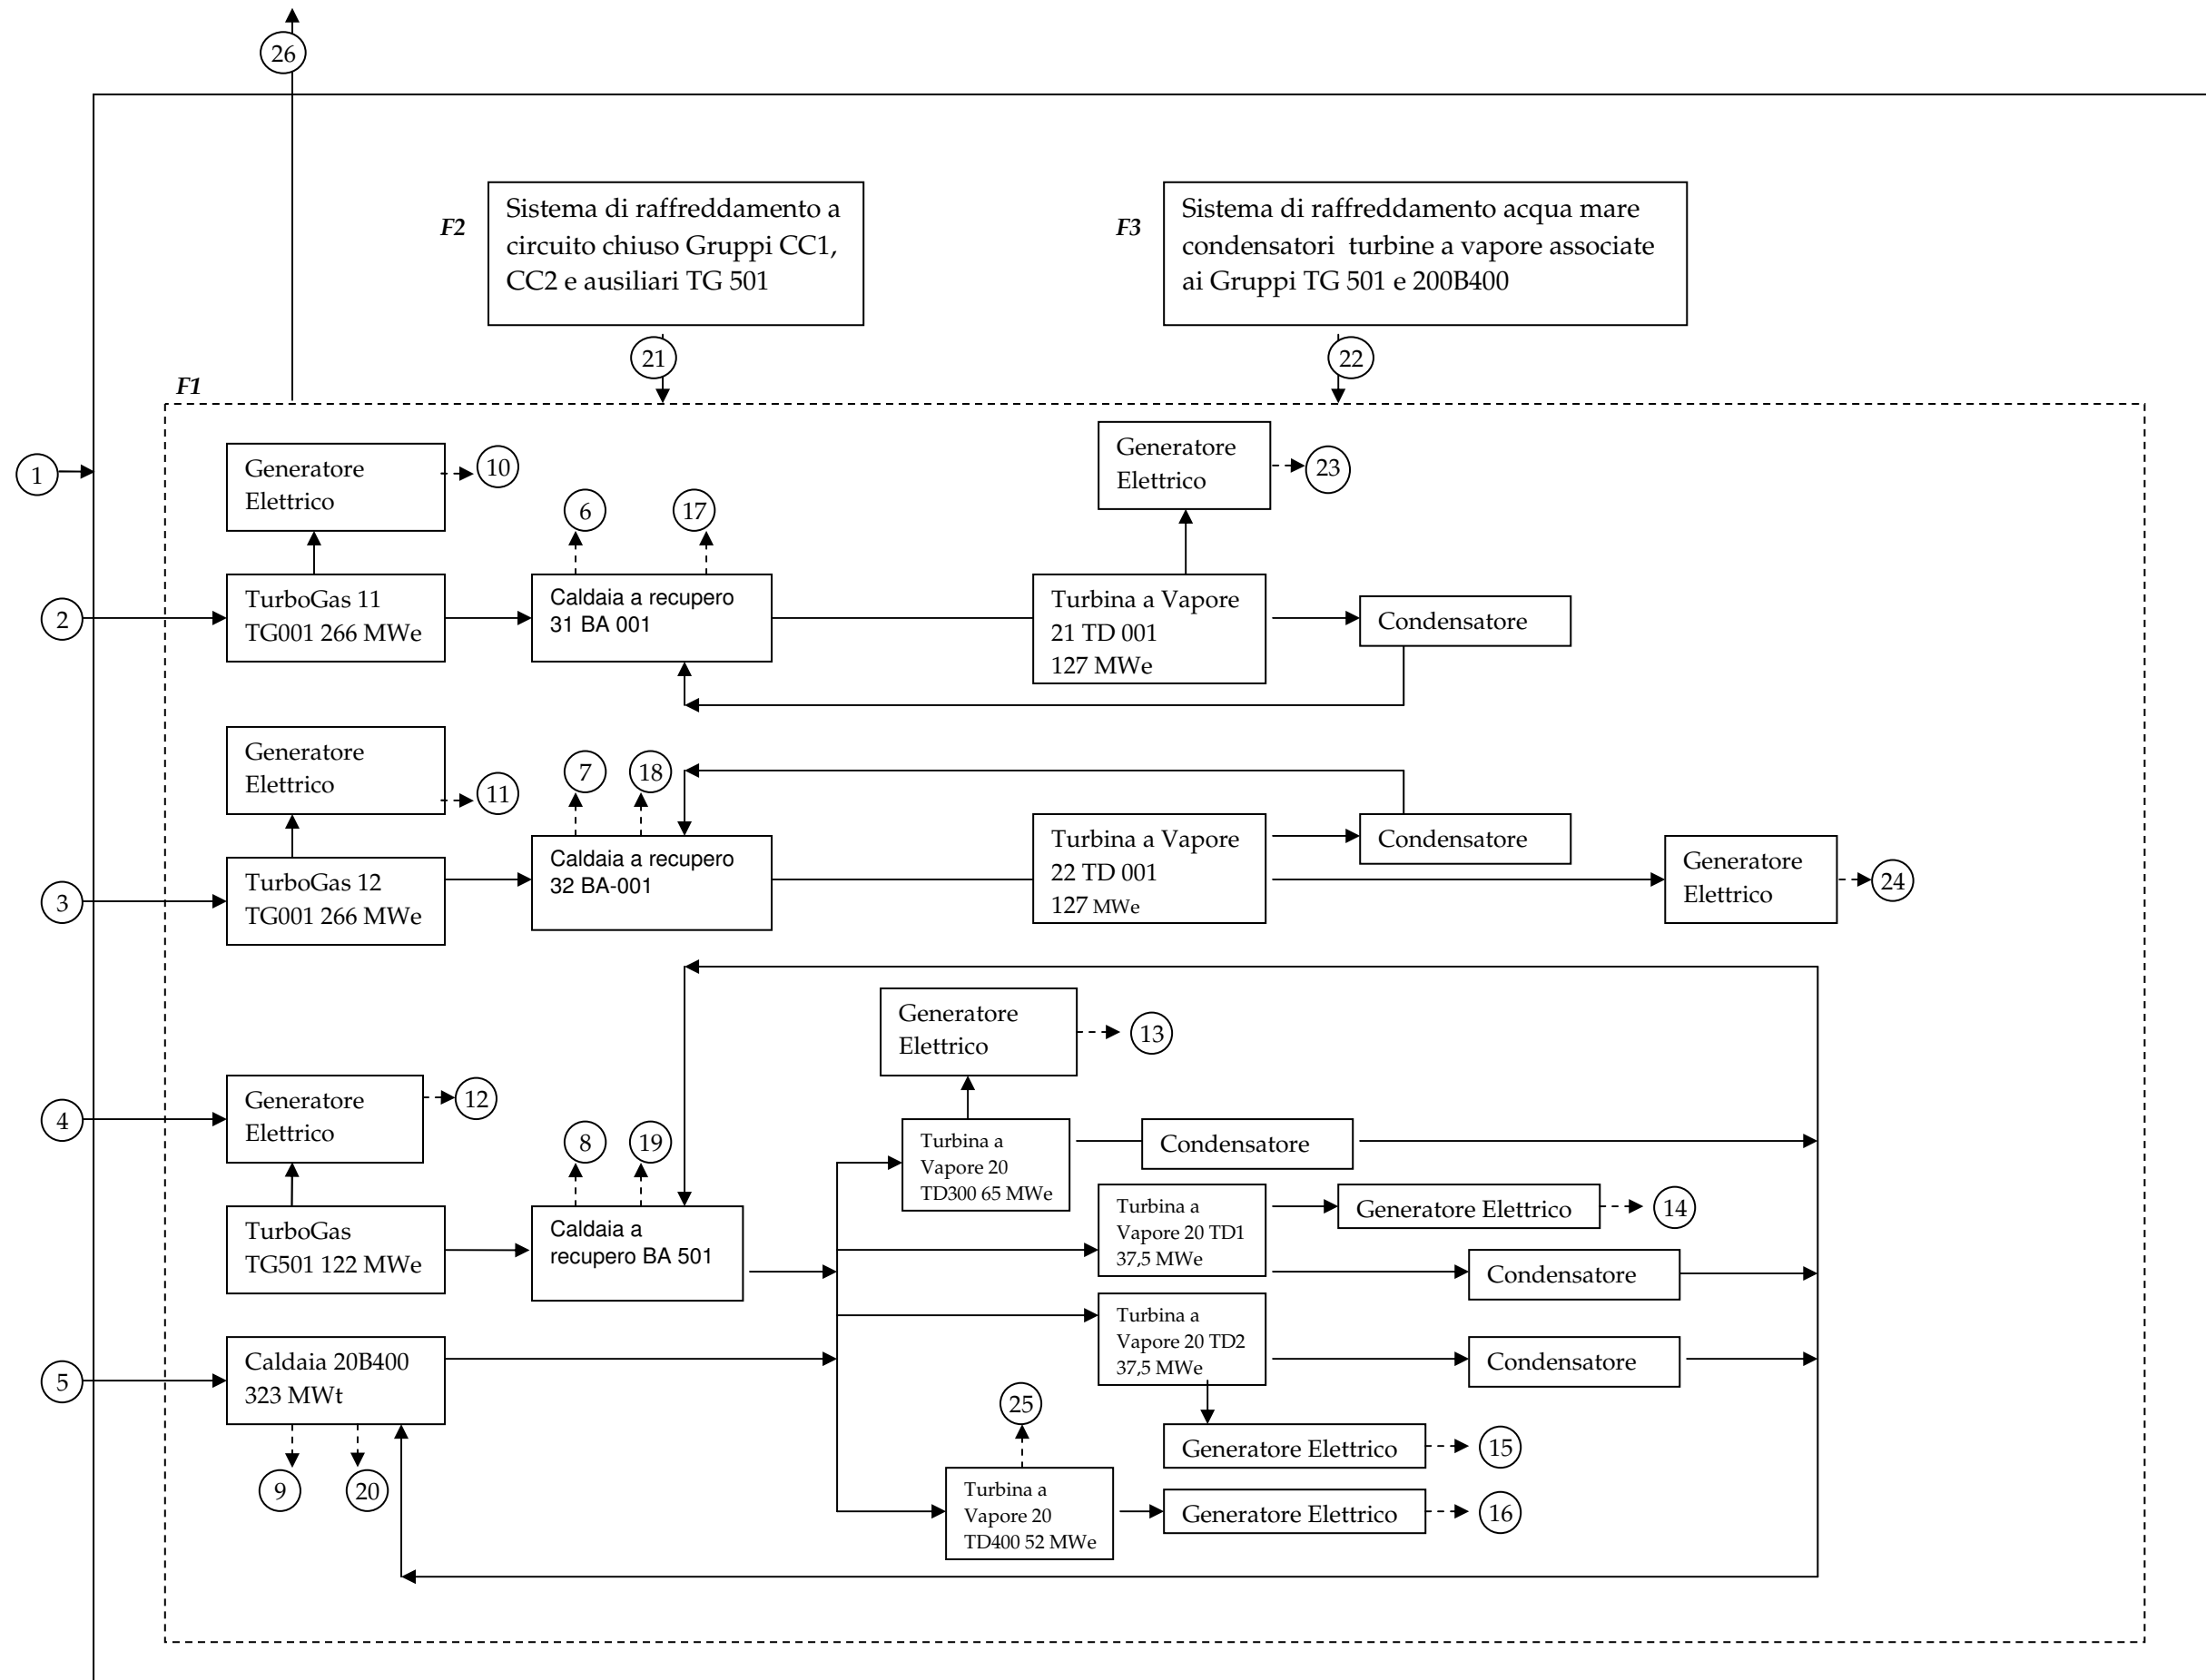 26
F2
Sistema di raffreddamento a
circuito chiuso Gruppi CC1,
CC2 e ausiliari TG 501
F3
Sistema di raffreddamento acqua mare
condensatori turbine a vapore associate
ai Gruppi TG 501 e 200B400
21
22
F1
1
Generatore
Elettrico
10
6
17
Generatore
Elettrico
23
2
TurboGas 11
TG001 266 MWe
Caldaia a recupero
31 BA 001
Turbina a Vapore
21 TD 001
127 MWe
Condensatore
Generatore
Elettrico
11
7
18
3
TurboGas 12
TG001 266 MWe
Caldaia a recupero
32 BA-001
Turbina a Vapore
22 TD 001
127 MWe
Condensatore
Generatore
Elettrico
24
Generatore
Elettrico
13
4
Generatore
Elettrico
12
8
19
Turbina a
Vapore 20
TD300 65 MWe
Condensatore
TurboGas
TG501 122 MWe
Caldaia a
recupero BA 501
Turbina a
Vapore 20 TD1
37,5 MWe
Generatore Elettrico
14
Condensatore
5
Caldaia 20B400
323 MWt
Turbina a
Vapore 20 TD2
37,5 MWe
Condensatore
9
20
25
Generatore Elettrico
15
Turbina a
Vapore 20
TD400 52 MWe
Generatore Elettrico
16